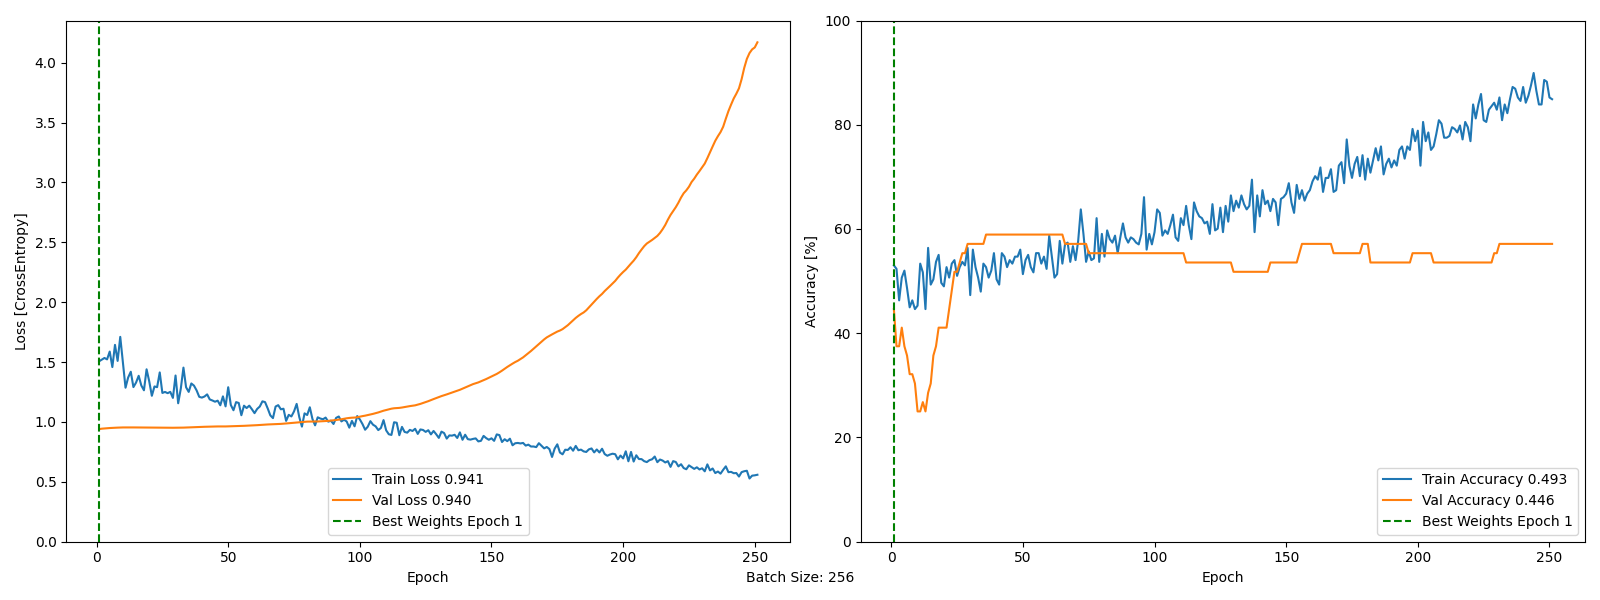 4.0
3.5
3.0
2.5
2.0
1.5
1.0
0.5
0.0
Loss [CrossEntropy]
0
50
100
150
200
250
Epoch
Train Loss 0.941
Val Loss 0.940
Best Weights Epoch 1
100
80
60
40
20
0
Accuracy [%]
0
50
100
150
200
250
Epoch
Train Accuracy 0.493
Val Accuracy 0.446
Best Weights Epoch 1
Batch Size: 256